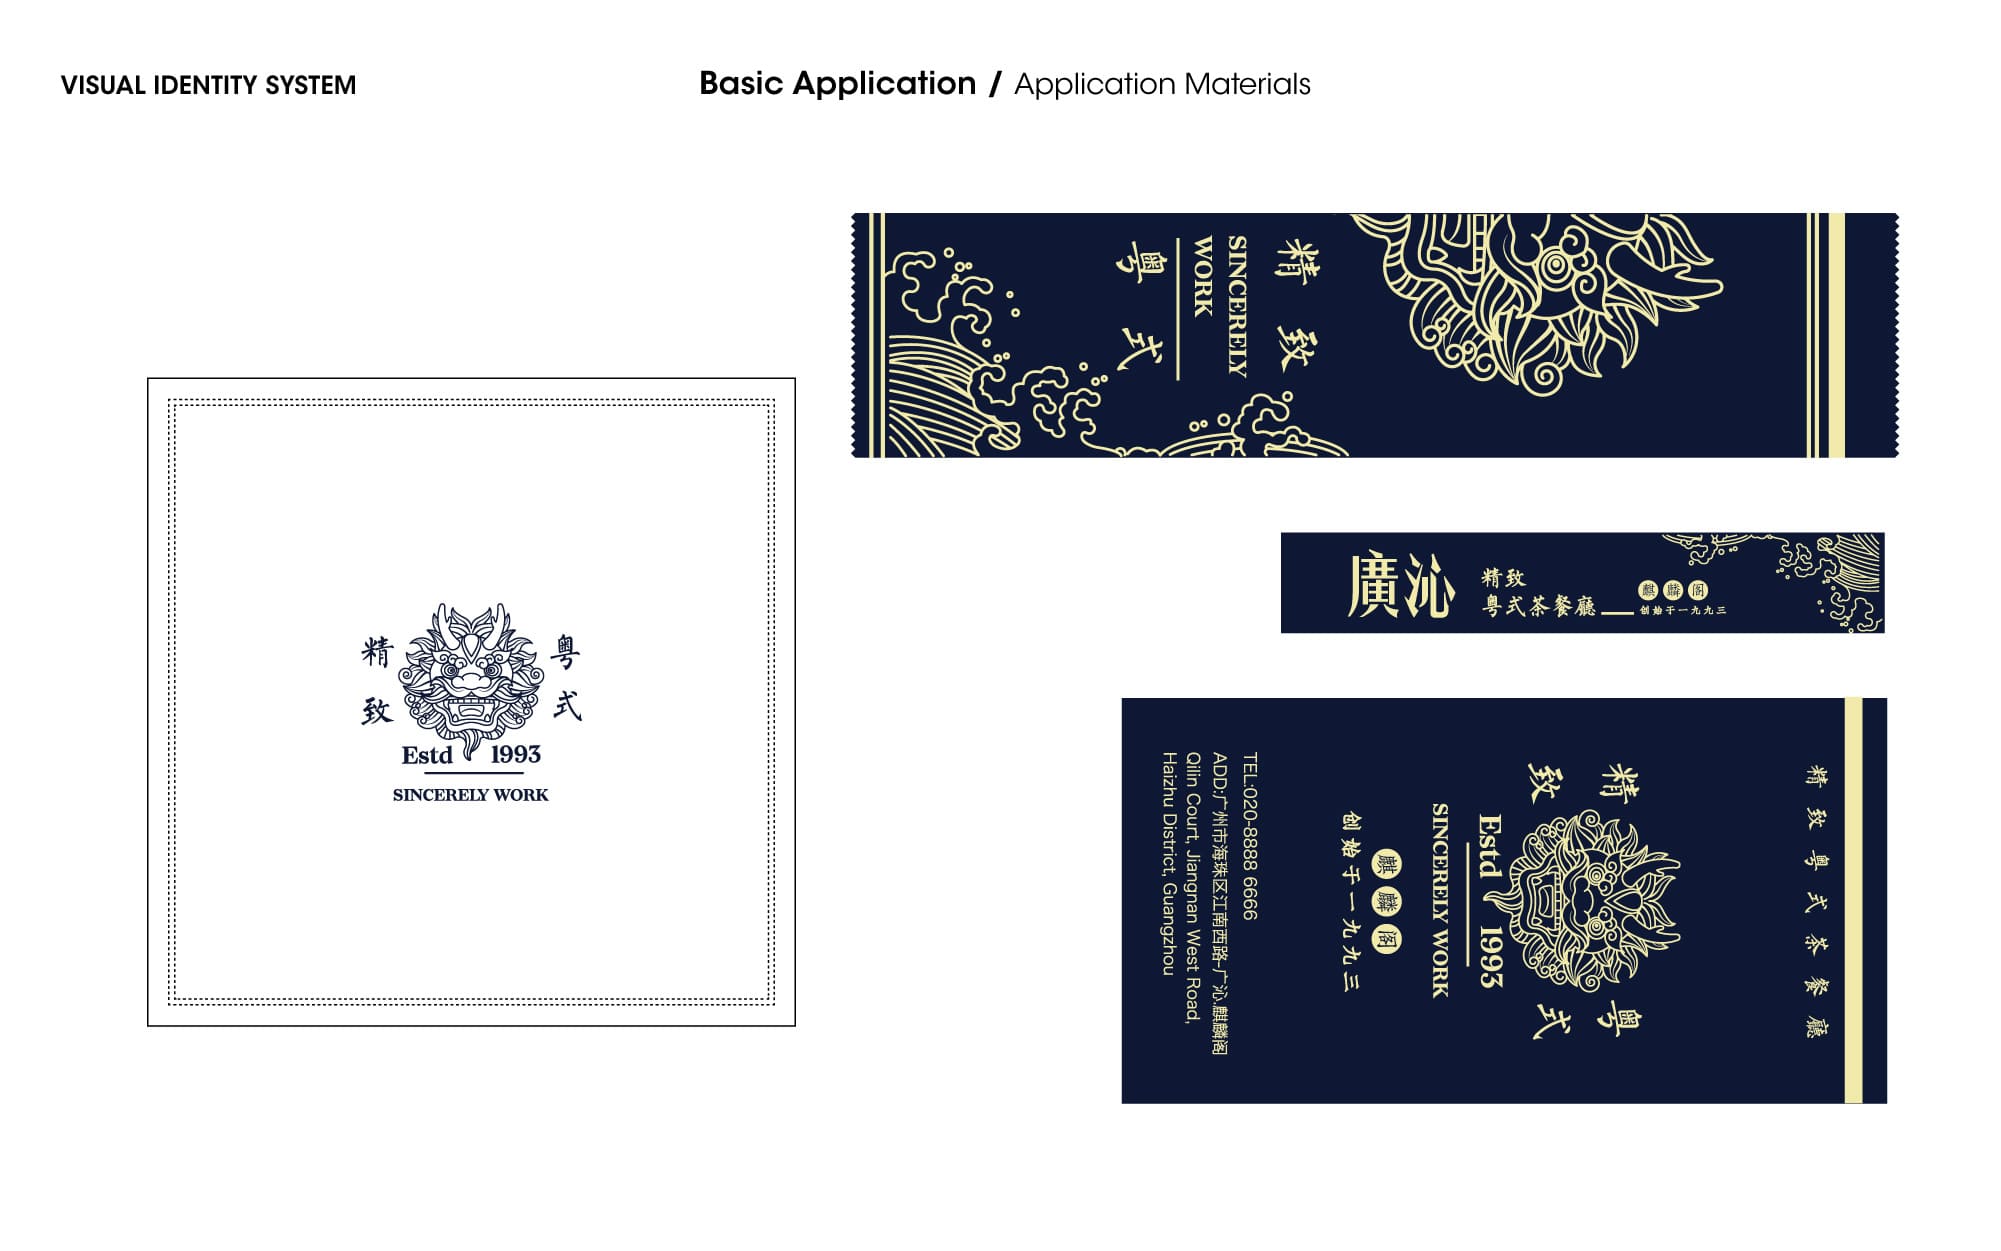 VISUAL IDENTITY SYSTEM
Basic Application / Application Materials
精致
粤式
Estd 1993
SINCERELY WORK
精致
SINCERELY
WORK
粤式
廣沁
精致
粤式茶餐廳
麒麟阁
创始于一九九三
精致粤式茶餐廳
精 粤
致 式
Estd 1993
SINCERELY WORK
麒麟阁
创始于一九九三
TEL:020-8888 6666
ADD:广州市海珠区江南西路-广沁.麒麟阁
Qilin Court, Jiangnan West Road,
Haizhu District, Guangzhou